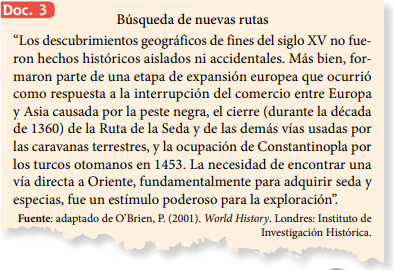 Doc. 3
Búsqueda de nuevas rutas
“Los descubrimientos geográficos de fines del siglo XV no fue-
ron hechos históricos aislados ni accidentales. Más bien, for-
maron parte de una etapa de expansión europea que ocurrió
como respuesta a la interrupción del comercio entre Europa
y Asia causada por la peste negra, el cierre (durante la década
de 1360) de la Ruta de la Seda y de las demás vías usadas por
las caravanas terrestres, y la ocupación de Constantinopla por
los turcos otomanos en 1453. La necesidad de encontrar una
vía directa a Oriente, fundamentalmente para adquirir seda y
especias, fue un estímulo poderoso para la exploración”.
Fuente: adaptado de O’Brien, P. (2001). World History. Londres: Instituto de
Investigación Histórica.